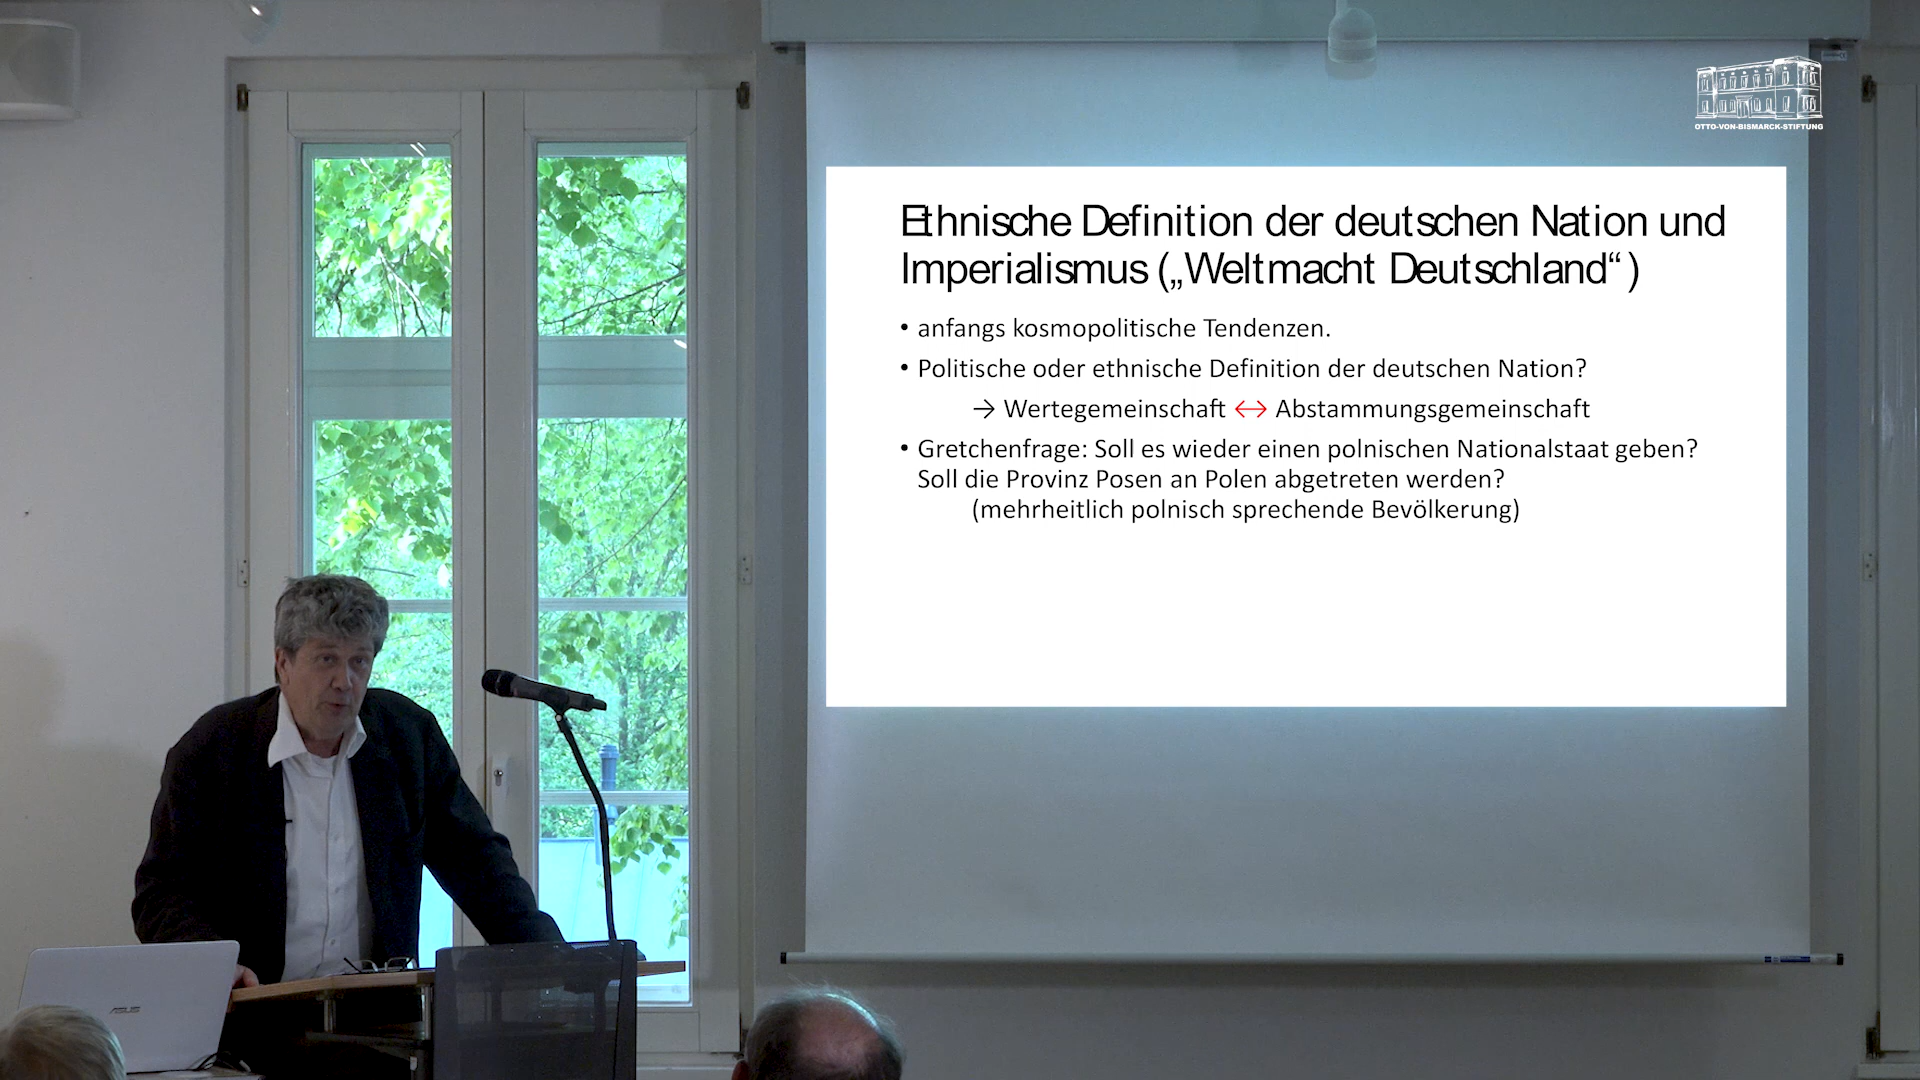 OTTO-VON-BISMARCK-STIFTUNG
Ethnische Definition der deutschen Nation und
Imperialismus („Weltmacht Deutschland“)
• anfangs kosmopolitische Tendenzen.
• Politische oder ethnische Definition der deutschen Nation?
→ Wertegemeinschaft ↔ Abstammungsgemeinschaft
• Gretchenfrage: Soll es wieder einen polnischen Nationalstaat geben?
Soll die Provinz Posen an Polen abgetreten werden?
(mehrheitlich polnisch sprechende Bevölkerung)
ASUS